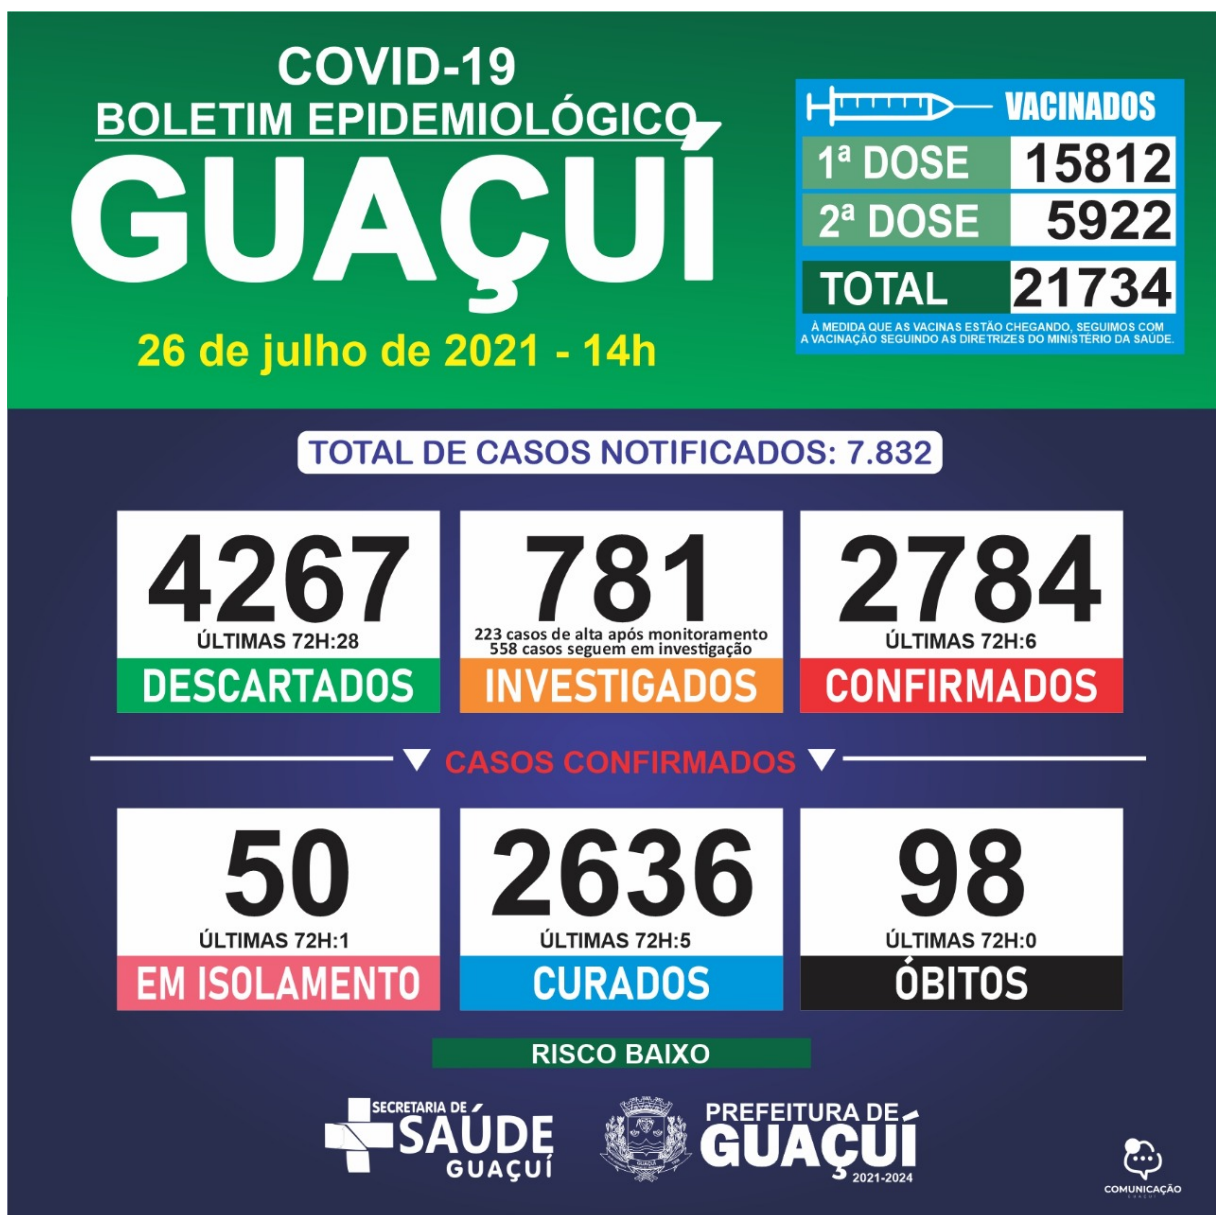 COVID-19
BOLETIM EPIDEMIOLÓGICO
GUAÇUÍ
26 de julho de 2021 - 14h
VACINADOS
1ª DOSE 15812
2ª DOSE 5922
TOTAL 21734
À MEDIDA QUE AS VACINAS ESTÃO CHEGANDO, SEGUIMOS COM
A VACINAÇÃO SEGUINDO AS DIRETRIZES DO MINISTÉRIO DA SAÚDE.
TOTAL DE CASOS NOTIFICADOS: 7.832
4267
ÚLTIMAS 72H:28
DESCARTADOS
781
223 casos de alta após monitoramento
558 casos seguem em investigação
INVESTIGADOS
2784
ÚLTIMAS 72H:6
CONFIRMADOS
CASOS CONFIRMADOS
50
ÚLTIMAS 72H:1
EM ISOLAMENTO
2636
ÚLTIMAS 72H:5
CURADOS
98
ÚLTIMAS 72H:0
ÓBITOS
RISCO BAIXO
SECRETARIA DE
SAÚDE
GUAÇUÍ
PREFEITURA DE
GUAÇUÍ
2021-2024
COMUNICAÇÃO